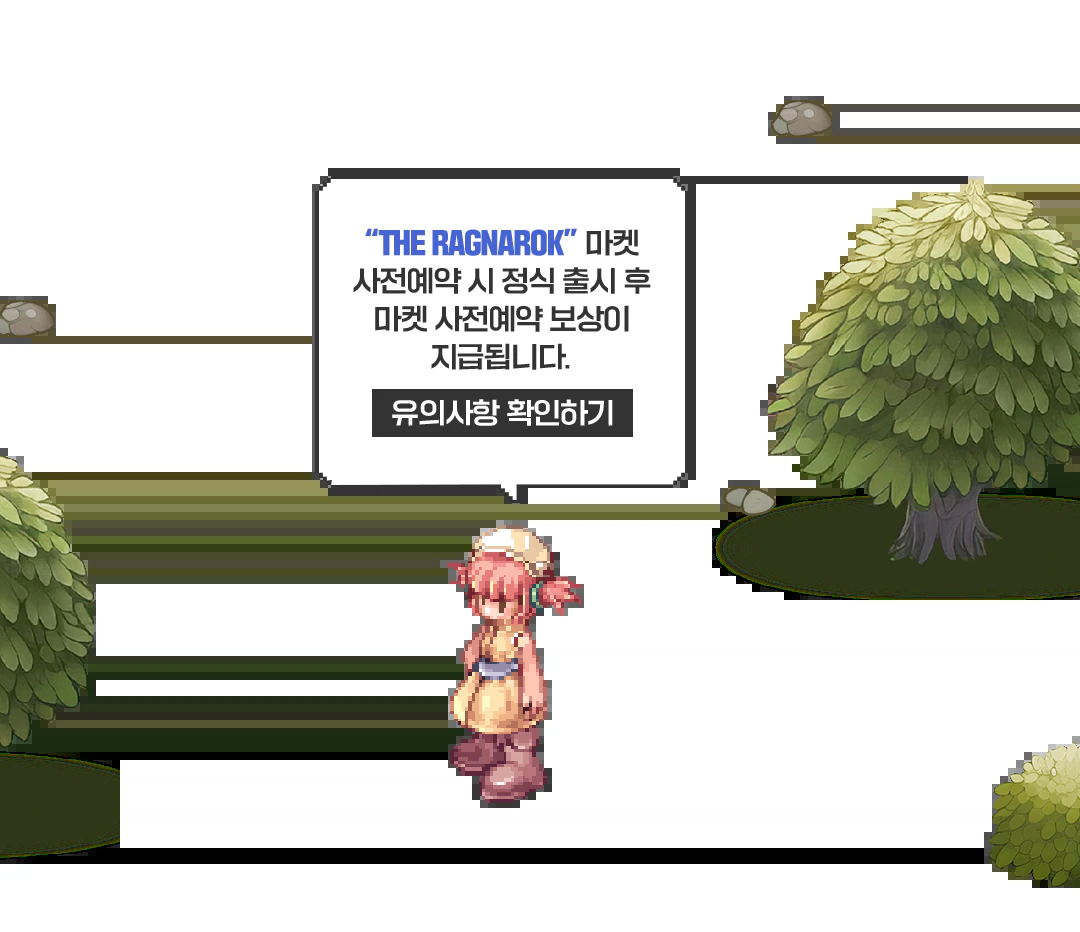 “THE RAGNAROK” 마켓
사전예약 시 정식 출시 후
마켓 사전예약 보상이
지급됩니다.
유의사항 확인하기